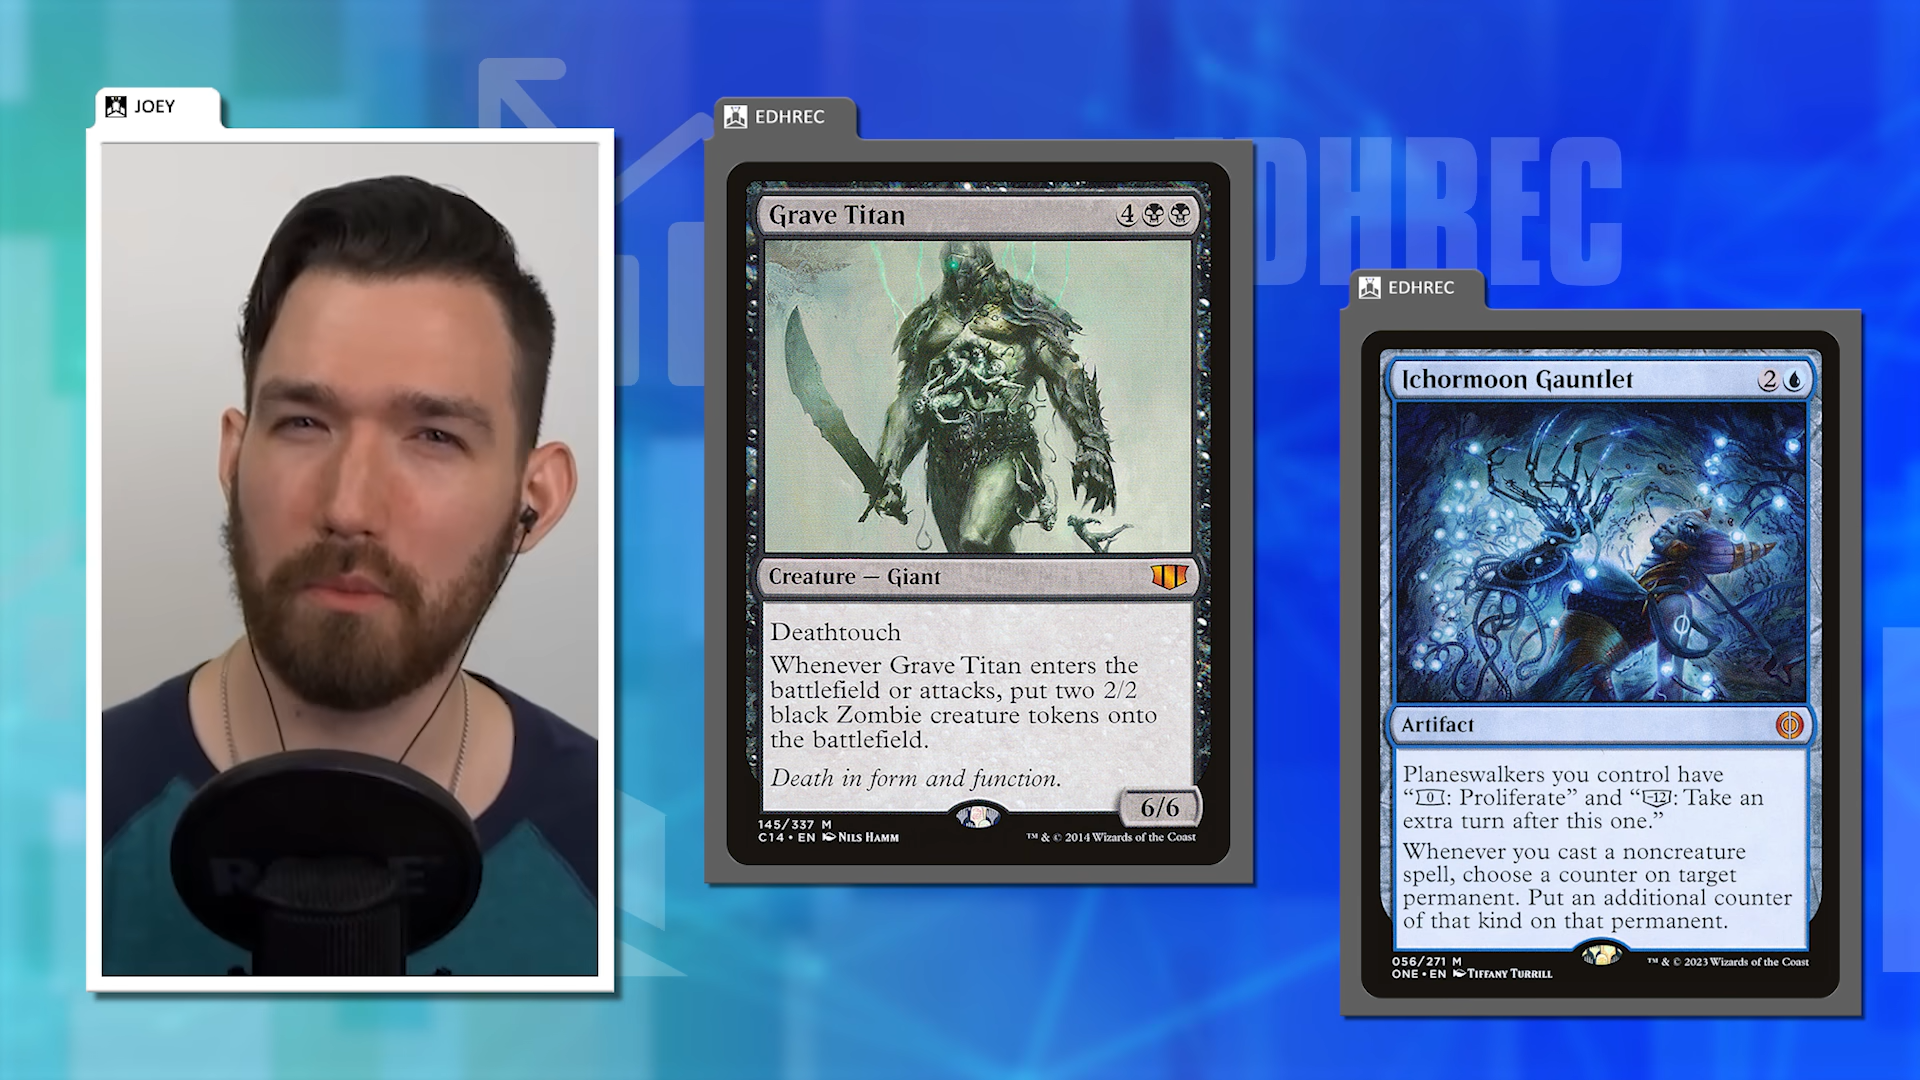 JOEY
EDHREC
Grave Titan 4
Creature — Giant
Deathtouch
Whenever Grave Titan enters the
battlefield or attacks, put two 2/2
black Zombie creature tokens onto
the battlefield.
Death in form and function.
6/6
145/337 M
C14 • EN NILS HAMM
™ & © 2014 Wizards of the Coast
EDHREC
EDHREC
Ichormoon Gauntlet 2
Artifact
Planeswalkers you control have
“0: Proliferate” and “-12: Take an
extra turn after this one.”
Whenever you cast a noncreature
spell, choose a counter on target
permanent. Put an additional counter
of that kind on that permanent.
056/271 M
ONE • EN TIFFANY TURRILL
™ & © 2023 Wizards of the Coast